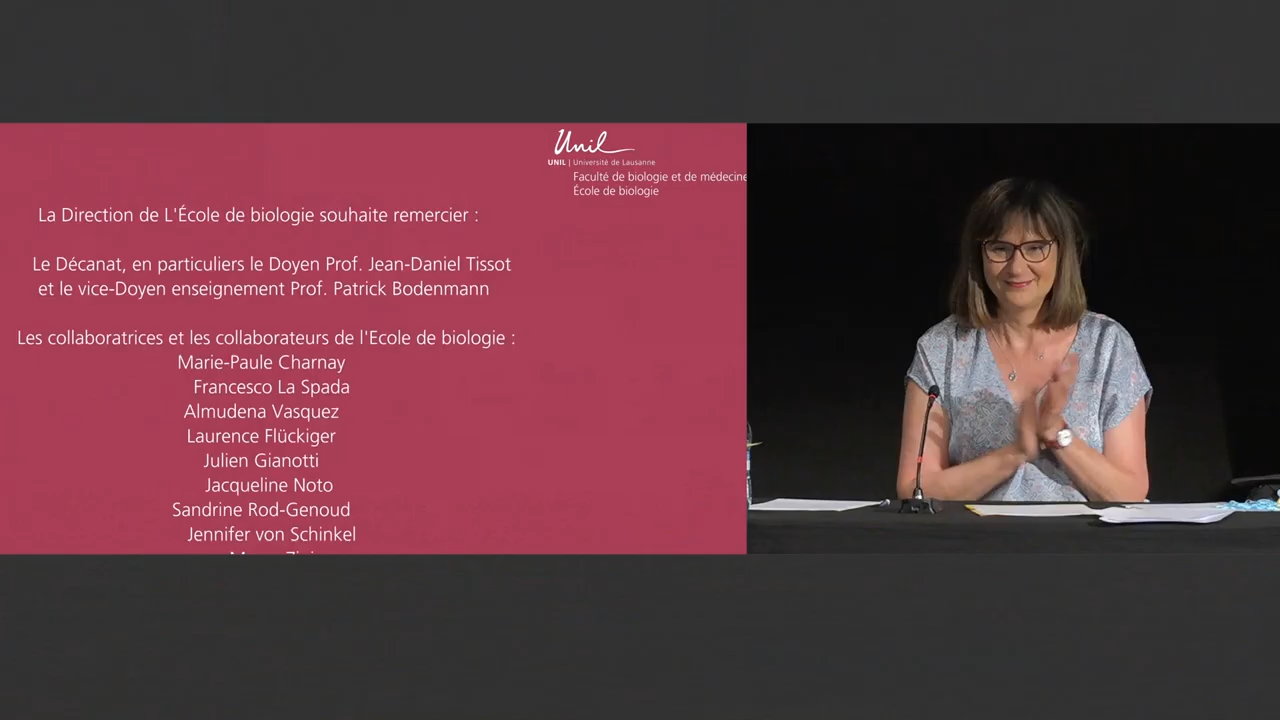 Unil
UNIL | Université de Lausanne
Faculté de biologie et de médecine
École de biologie
La Direction de L'École de biologie souhaite remercier :
Le Décanat, en particuliers le Doyen Prof. Jean-Daniel Tissot
et le vice-Doyen enseignement Prof. Patrick Bodenmann
Les collaboratrices et les collaborateurs de l'Ecole de biologie :
Marie-Paule Charnay
Francesco La Spada
Almudena Vasquez
Laurence Flückiger
Julien Gianotti
Jacqueline Noto
Sandrine Rod-Genoud
Jennifer von Schinkel